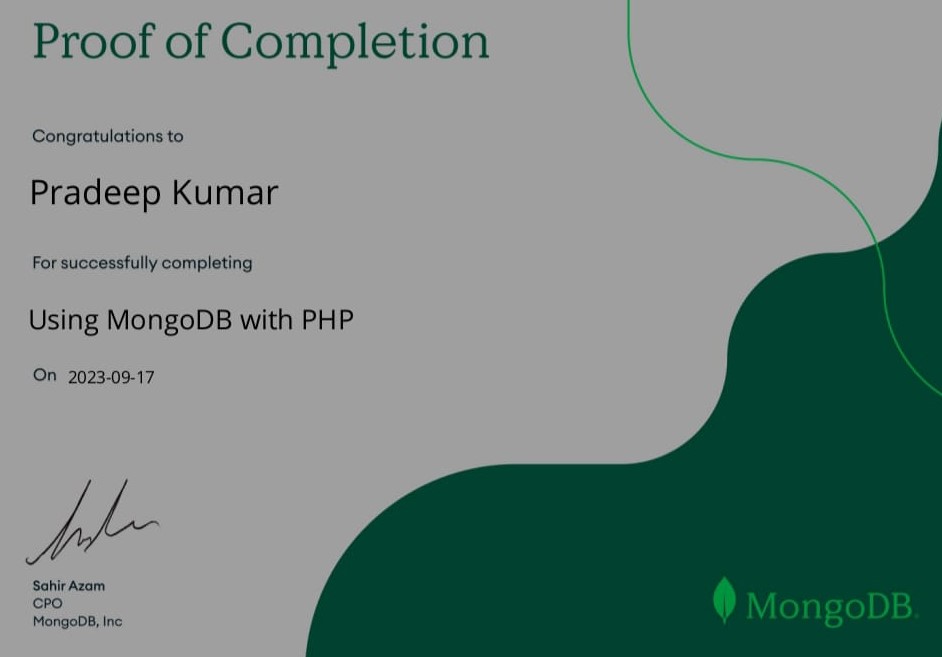 Proof of Completion
Congratulations to
Pradeep Kumar
For successfully completing
Using MongoDB with PHP
On 2023-09-17
Sahir Azam
CPO
MongoDB, Inc
MongoDB.